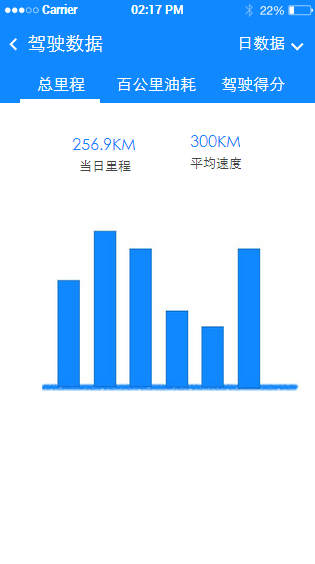 Carrier 02:17 PM 22%
驾驶数据 日数据
总里程 百公里油耗 驾驶得分
256.9KM 300KM
当日里程 平均速度